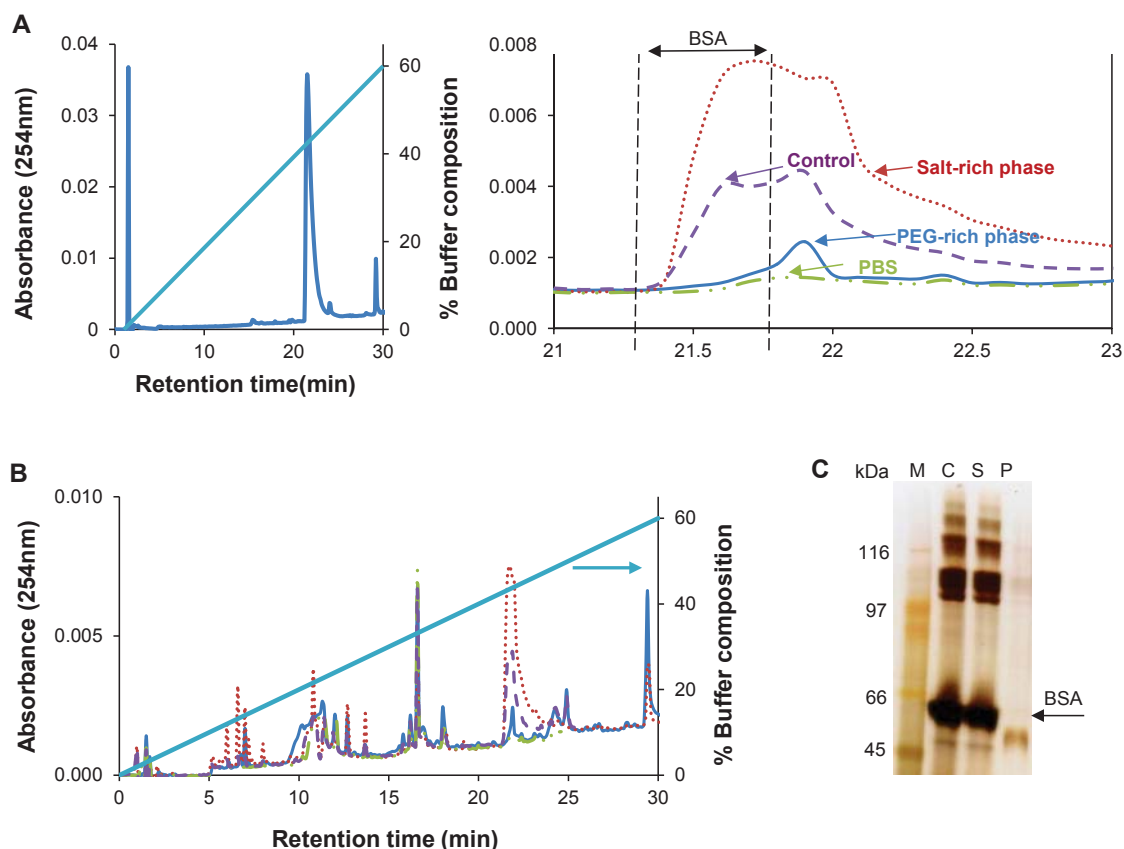 A
Absorbance (254nm)
0.04
0.03
0.02
0.01
0
0
10
20
30
60
40
20
0
% Buffer composition
Retention time(min)
0.008
0.006
0.004
0.002
0.000
21
21.5
22
22.5
23
BSA
Control
Salt-rich phase
PEG-rich phase
PBS
B
Absorbance (254nm)
0.010
0.005
0.000
0
5
10
15
20
25
30
60
40
20
0
% Buffer composition
Retention time (min)
C
kDa M C S P
116
97
66
45
BSA